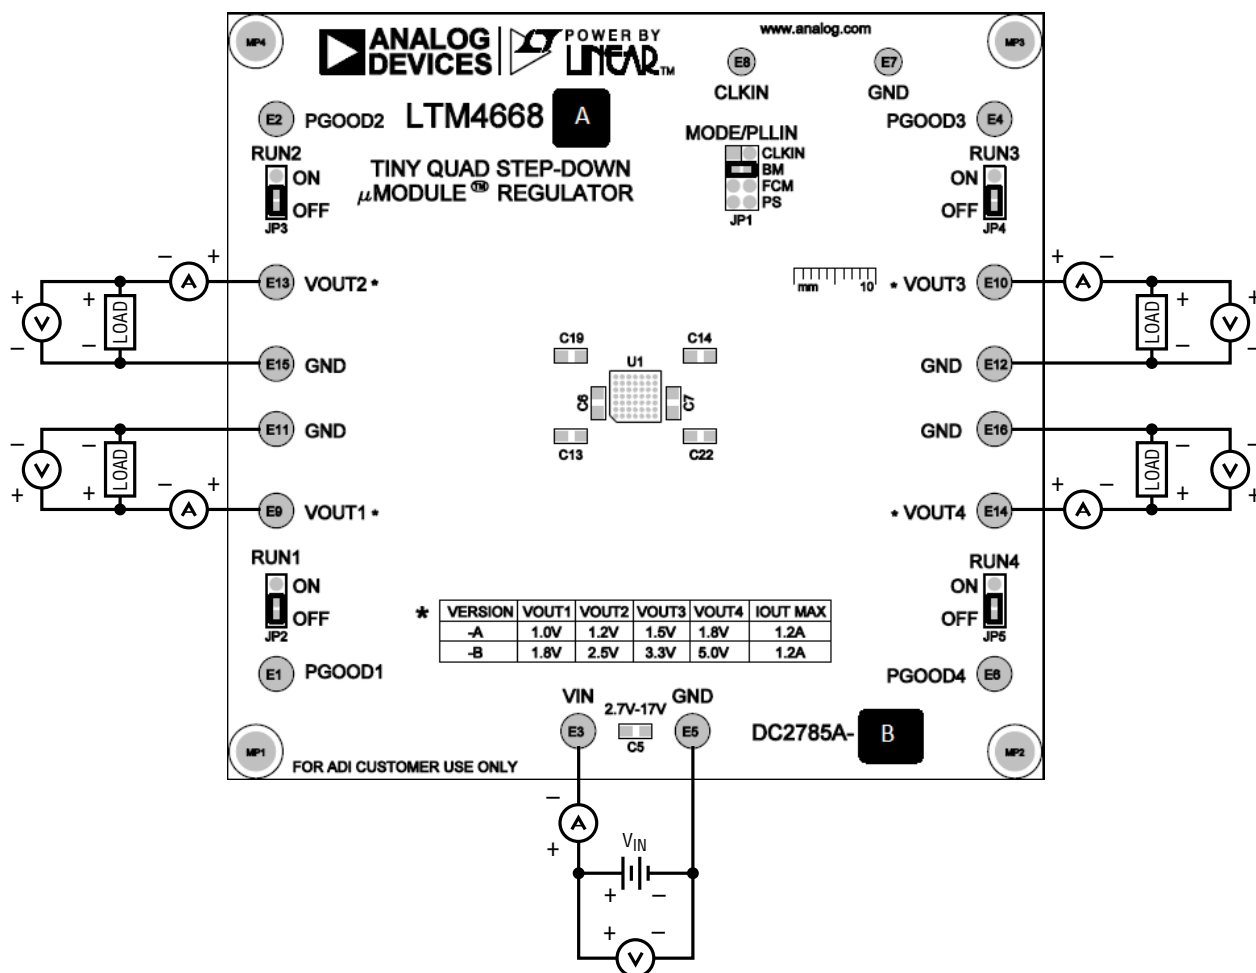 www.analog.com
ANALOG DEVICES
POWER BY LINEAR™
MP4
MP3
E8
CLKIN
E7
GND
E2 PGOOD2
LTM4668 A
PGOOD3 E4
TINY QUAD STEP-DOWN
µMODULE™ REGULATOR
MODE/PLLIN
CLKIN
BM
FCM
PS
JP1
RUN2
ON
OFF
JP3
RUN3
ON
OFF
JP4
− A +
E13 VOUT2 *
+ V −
+ LOAD −
E15 GND
mm 10
* VOUT3 E10
+ A −
+ LOAD −
+ V −
GND E12
C19
C14
U1
C6
C7
C13
C22
E11 GND
− V +
− LOAD +
− A +
E9 VOUT1 *
GND E16
− LOAD +
− V +
* VOUT4 E14
+ A −
RUN1
ON
OFF
JP2
RUN4
ON
OFF
JP5
* VERSION VOUT1 VOUT2 VOUT3 VOUT4 IOUT MAX
-A 1.0V 1.2V 1.5V 1.8V 1.2A
-B 1.8V 2.5V 3.3V 5.0V 1.2A
E1 PGOOD1
PGOOD4 E6
VIN
GND
2.7V-17V
E3
C5
E5
DC2785A- B
MP1
MP2
FOR ADI CUSTOMER USE ONLY
− A +
VIN
+ −
+ V −